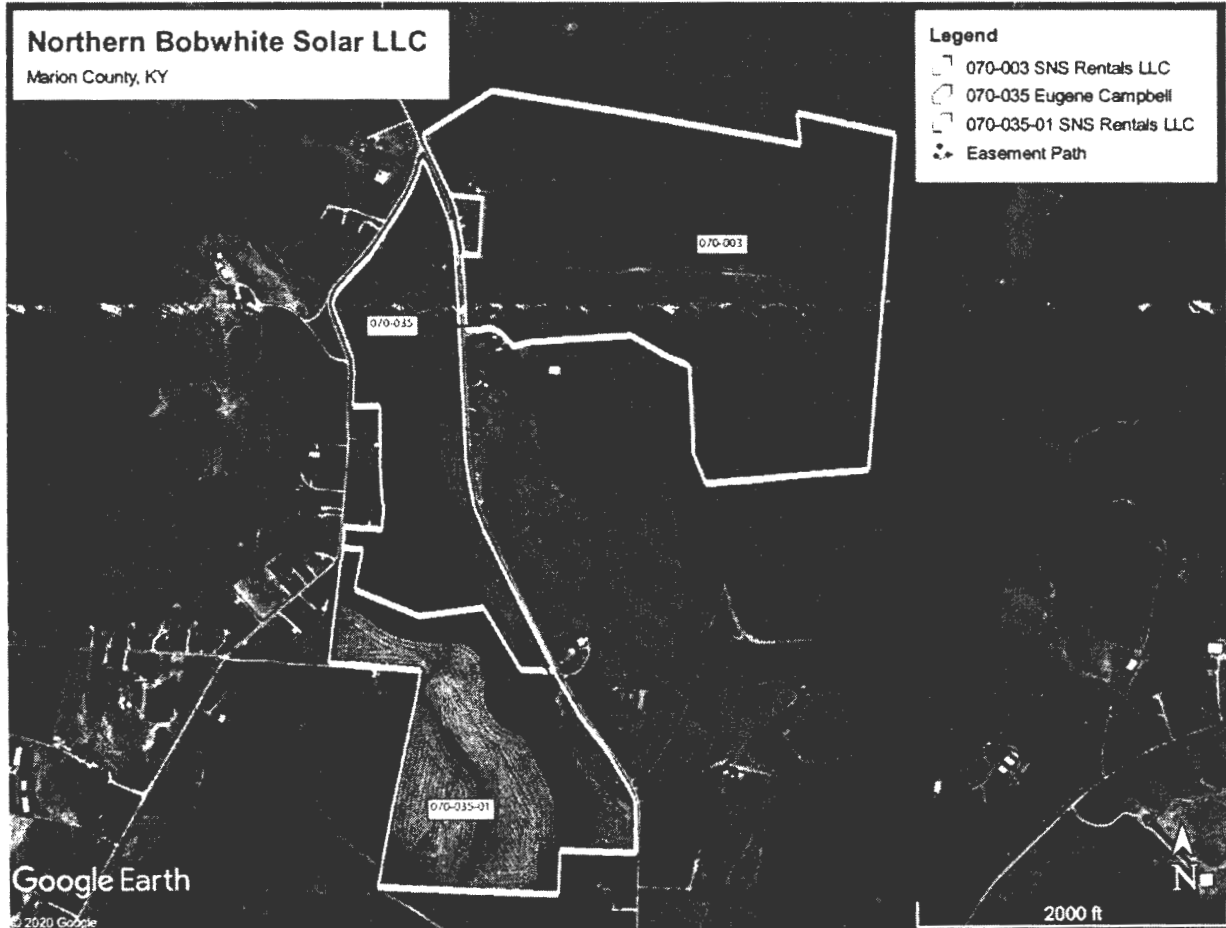 Northern Bobwhite Solar LLC
Marion County, KY
Legend
070-003 SNS Rentals LLC
070-035 Eugene Campbell
070-035-01 SNS Rentals LLC
Easement Path
070-003
070-035
070-035-01
Google Earth
© 2020 Google
N
2000 ft